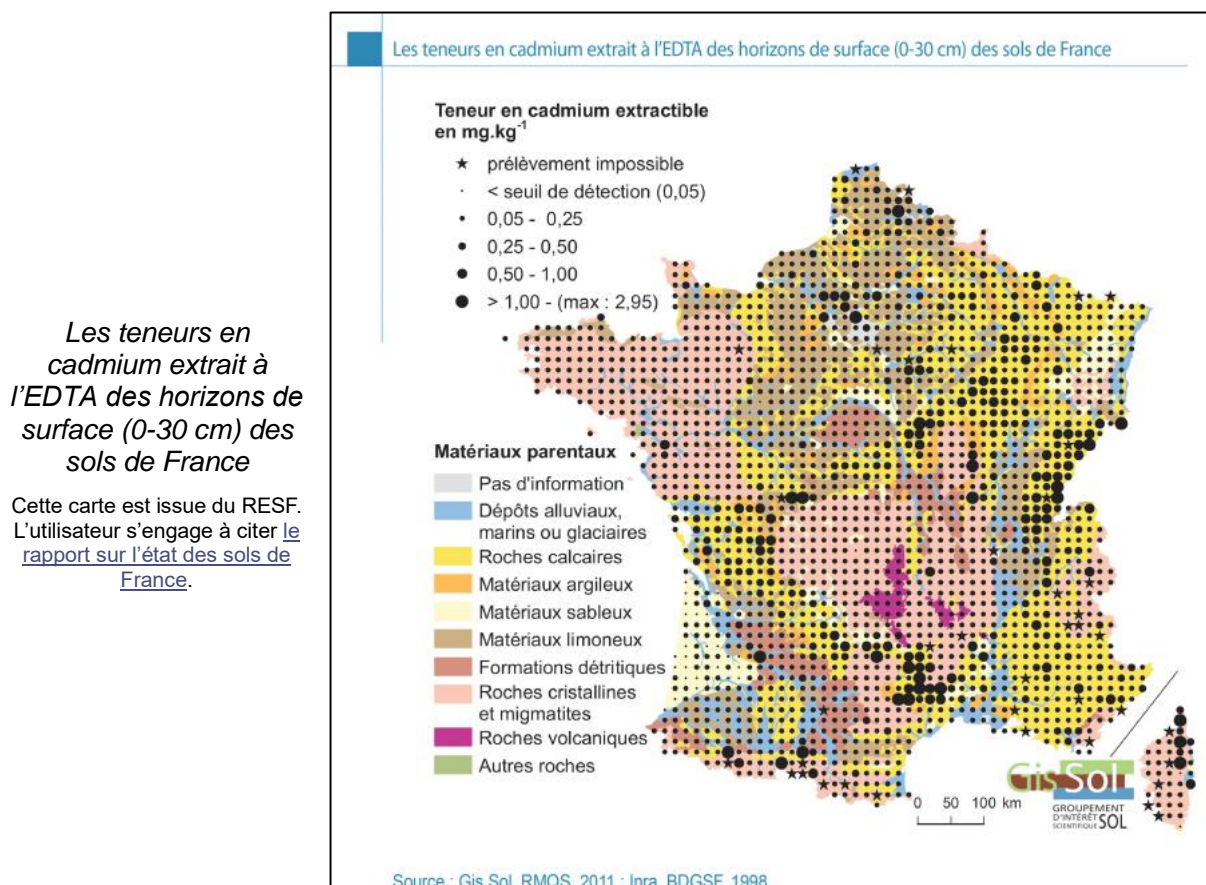 Les teneurs en
cadmium extrait à
l'EDTA des horizons de
surface (0-30 cm) des
sols de France
Cette carte est issue du RESF.
L'utilisateur s'engage à citer le
rapport sur l'état des sols de
France.
Les teneurs en cadmium extrait à l'EDTA des horizons de surface (0-30 cm) des sols de France
Teneur en cadmium extractible
en mg.kg⁻¹
prélèvement impossible
< seuil de détection (0,05)
0,05 - 0,25
0,25 - 0,50
0,50 - 1,00
> 1,00 - (max : 2,95)
Matériaux parentaux
Pas d'information
Dépôts alluviaux,
marins ou glaciaires
Roches calcaires
Matériaux argileux
Matériaux sableux
Matériaux limoneux
Formations détritiques
Roches cristallines
et migmatites
Roches volcaniques
Autres roches
0 50 100 km
Gis Sol
GROUPEMENT
D'INTÉRÊT
SCIENTIFIQUE SOL
Source : Gis Sol, RMQS, 2011 ; Inra, BDGSF, 1998